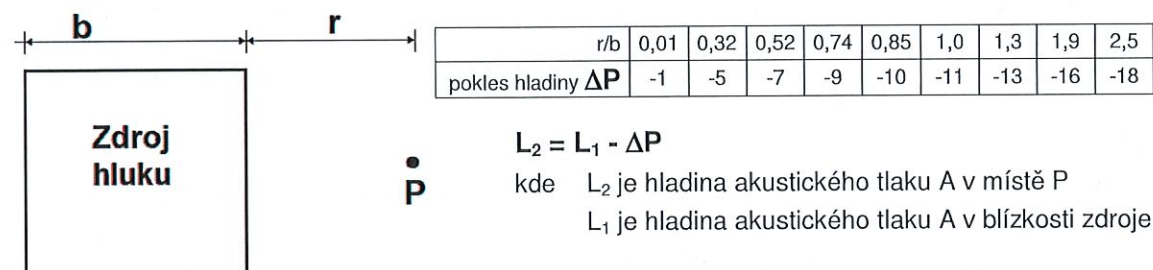 b r
Zdroj
hluku
P
r/b 0,01 0,32 0,52 0,74 0,85 1,0 1,3 1,9 2,5
pokles hladiny ΔP -1 -5 -7 -9 -10 -11 -13 -16 -18
L₂ = L₁ - ΔP
kde L₂ je hladina akustického tlaku A v místě P
L₁ je hladina akustického tlaku A v blízkosti zdroje